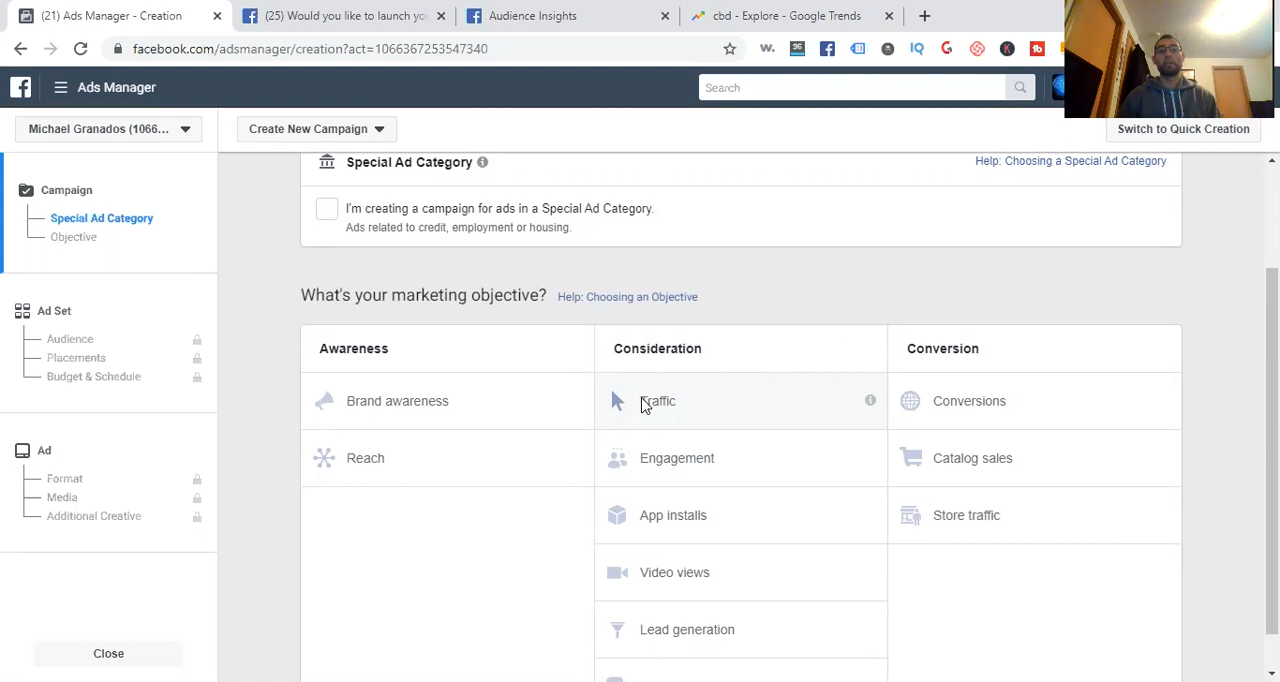 (21) Ads Manager - Creation
(25) Would you like to launch yo
Audience Insights
cbd - Explore - Google Trends
facebook.com/adsmanager/creation?act=1066367253547340
Ads Manager
Search
Michael Granados (1066...
Create New Campaign
Switch to Quick Creation
Campaign
Special Ad Category
Objective
Ad Set
Audience
Placements
Budget & Schedule
Ad
Format
Media
Additional Creative
Close
Special Ad Category
Help: Choosing a Special Ad Category
I'm creating a campaign for ads in a Special Ad Category.
Ads related to credit, employment or housing.
What's your marketing objective? Help: Choosing an Objective
Awareness
Consideration
Conversion
Brand awareness
Traffic
Conversions
Reach
Engagement
Catalog sales
App installs
Store traffic
Video views
Lead generation